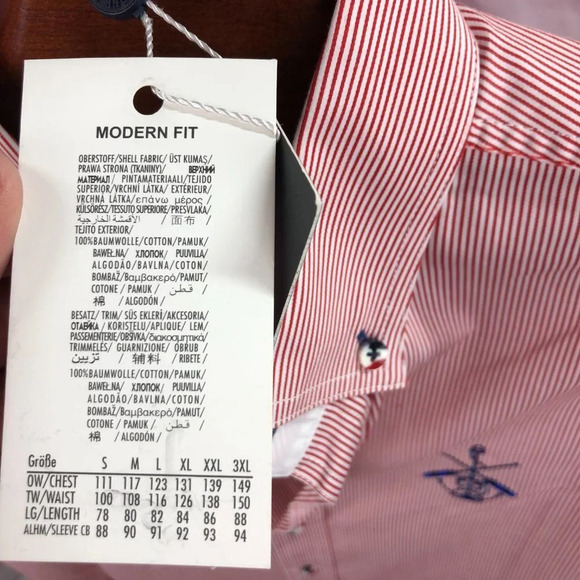 MODERN FIT
OBERSTOFF/SHELL FABRIC/ ÜST KUMAŞ/
PRAWA STRONA (TKANINY)/ ВЕРХНИЙ
МАТЕРИАЛ / PINTAMATERIAALI/TEJIDO
SUPERIOR/VRCHNI LÁTKA/ EXTÉRIEUR/
VRCHNA LÁTKA/ επάνω μέρος/
KÜLSŐRÉSZ/TESSUTO SUPERIORE/PRESVLAKA/
الأقمشة الخارجية / 面布 /
TEJITO EXTERIOR/
100%BAUMWOLLE/COTTON/PAMUK/
BAWEŁNA/ ХЛОПОК/ PUUVILLA/
ALGODÃO/BAVLNA/COTON/
BOMBAŽ/Βαμβακερό/PAMUT/
COTONE / PAMUK / قطن /
棉 / ALGODÓN /
BESATZ/ TRIM / SÜS EKLERI/AKCESORIA/
ОТДЕЛКА/ KORISTELU/APLIQUE/ LEM/
PASSEMENTERIE/OBŠIVKA/διακοσμητικά/
TRIMMELÉS/ GUARNIZIONE/ OBRUB/
تزيين / 辅料 / RIBETE/
100%BAUMWOLLE/COTTON/PAMUK/
BAWEŁNA/ ХЛОПОК/ PUUVILLA/
ALGODÃO/BAVLNA/COTON/
BOMBAŽ/Βαμβακερό/PAMUT/
COTONE / PAMUK / قطن /
棉 / ALGODÓN/
Größe S M L XL XXL 3XL
OW/CHEST 111 117 123 131 139 149
TW/WAIST 100 108 116 126 138 150
LG/LENGTH 78 80 82 84 86 88
ALHM/SLEEVE CB 88 90 91 92 93 94